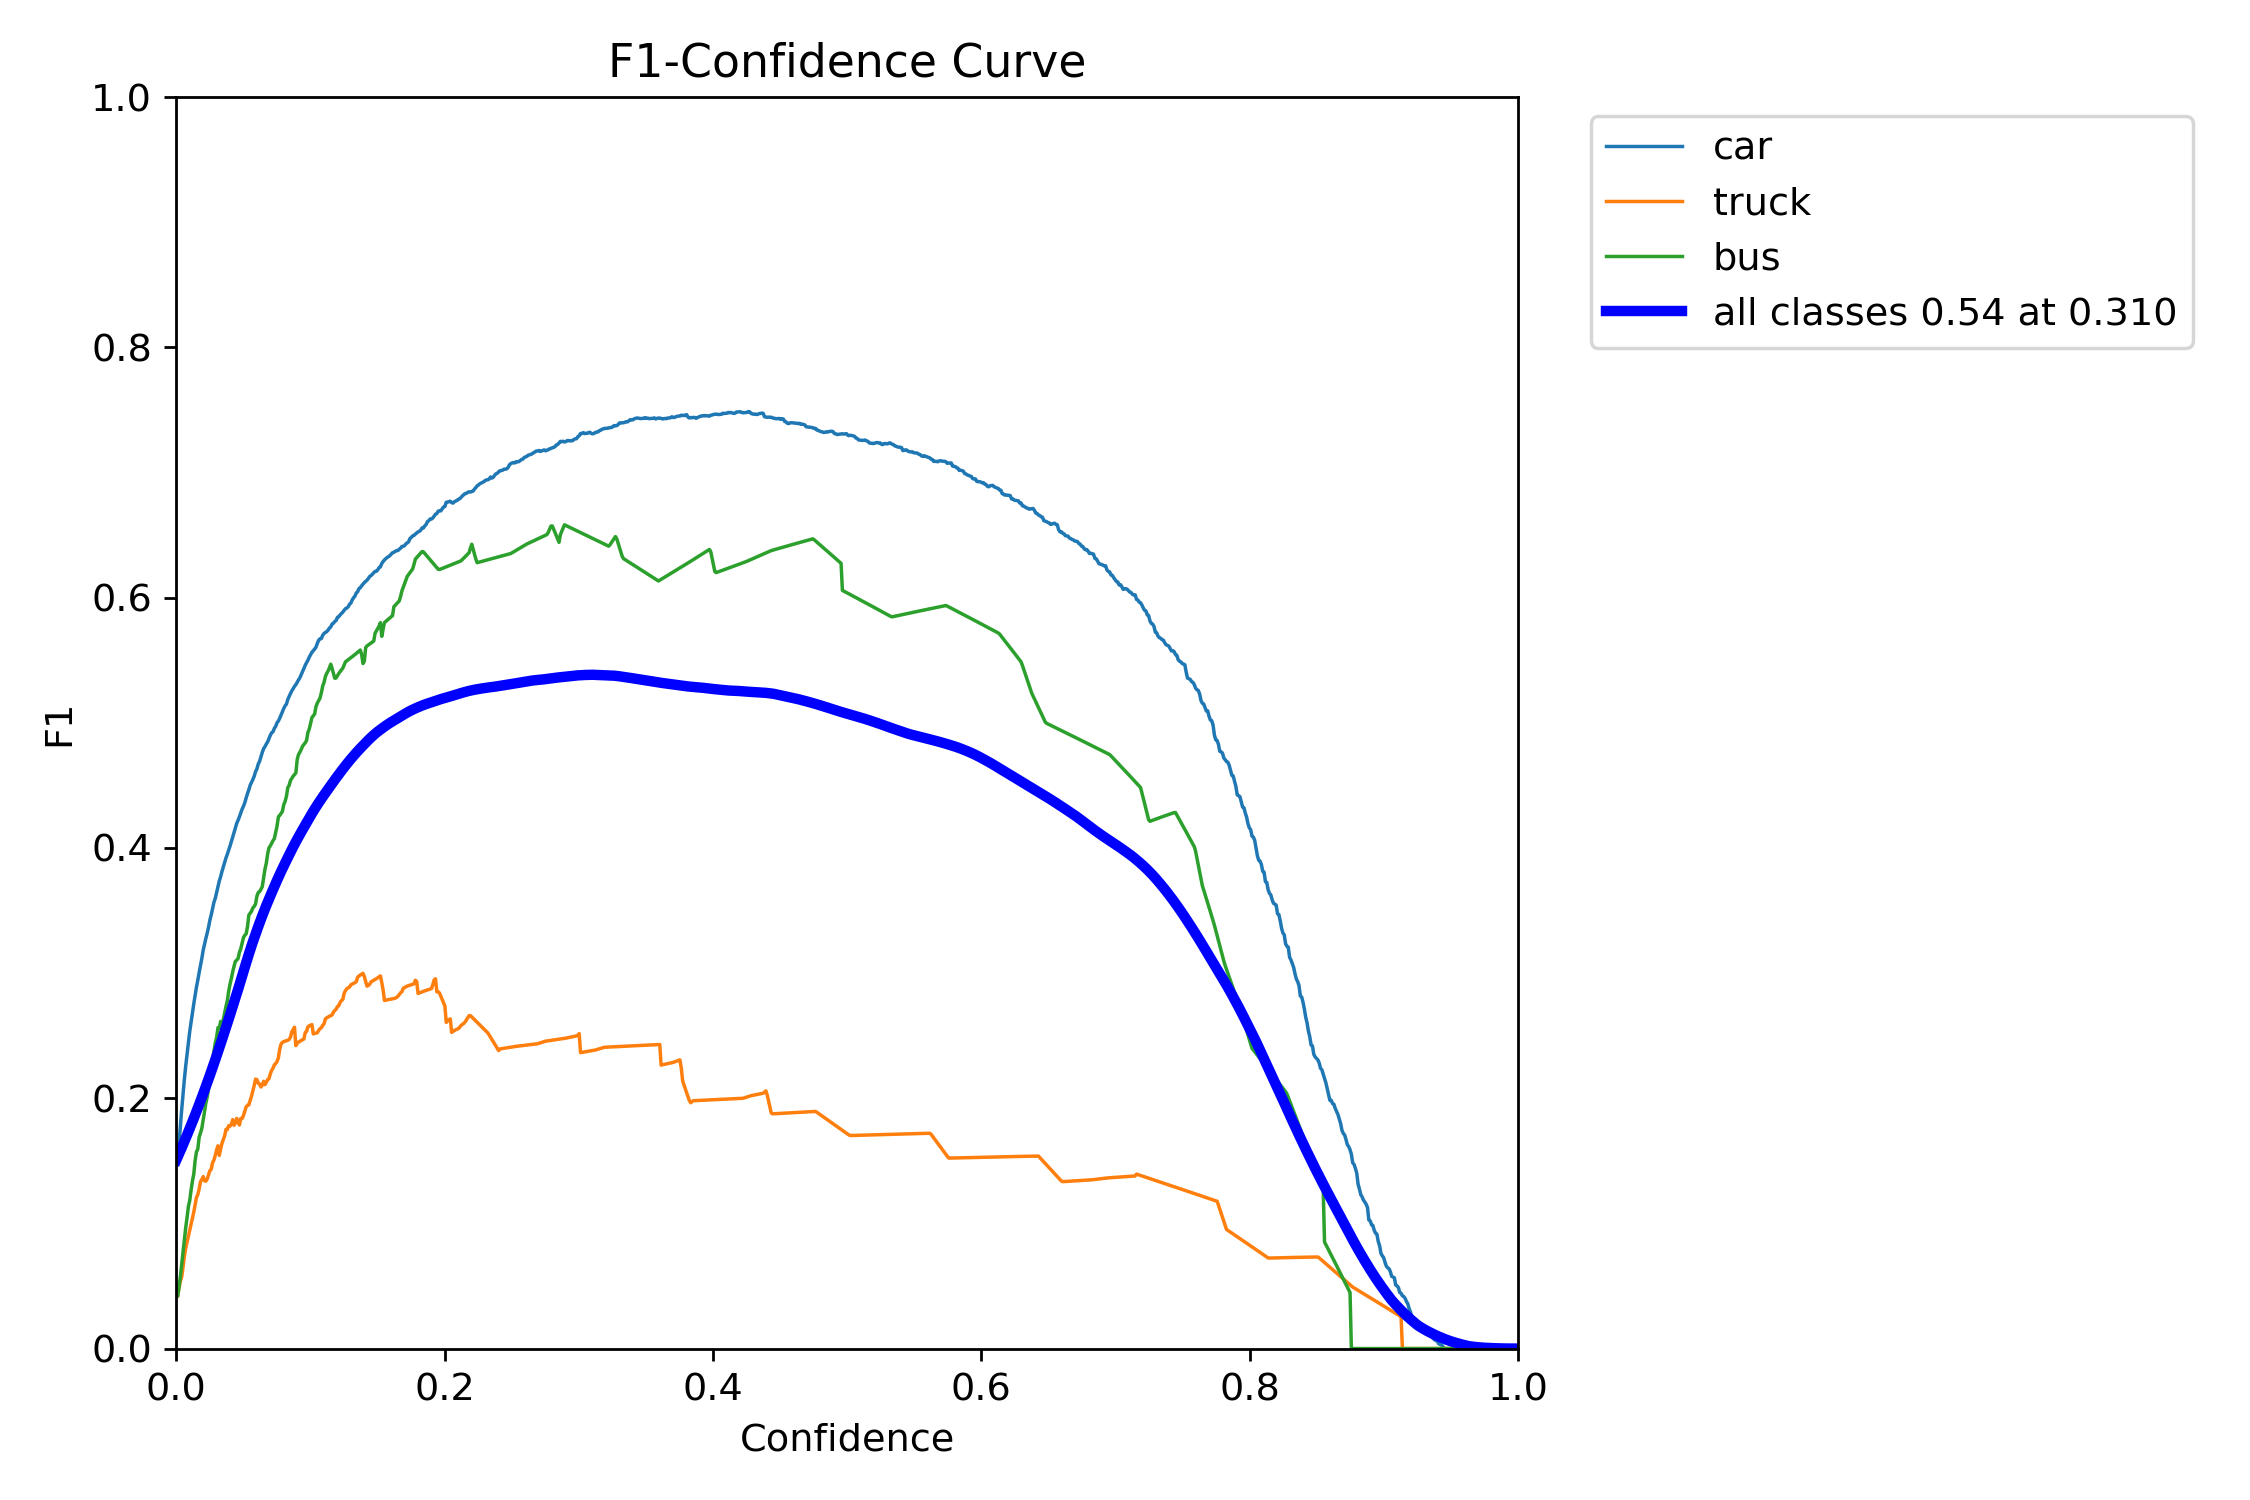 F1-Confidence Curve
1.0
0.8
0.6
0.4
0.2
0.0
F1
0.0 0.2 0.4 0.6 0.8 1.0
Confidence
car
truck
bus
all classes 0.54 at 0.310